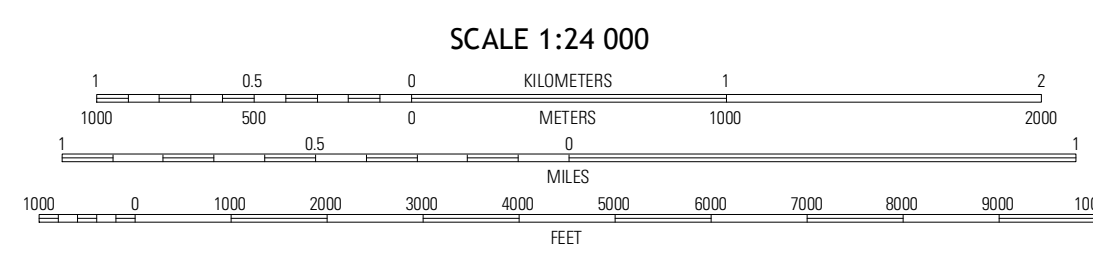 SCALE 1:24 000
1 0.5 0 KILOMETERS 1 2
1000 500 0 METERS 1000 2000
1 0.5 0 1
MILES
1000 0 1000 2000 3000 4000 5000 6000 7000 8000 9000
FEET